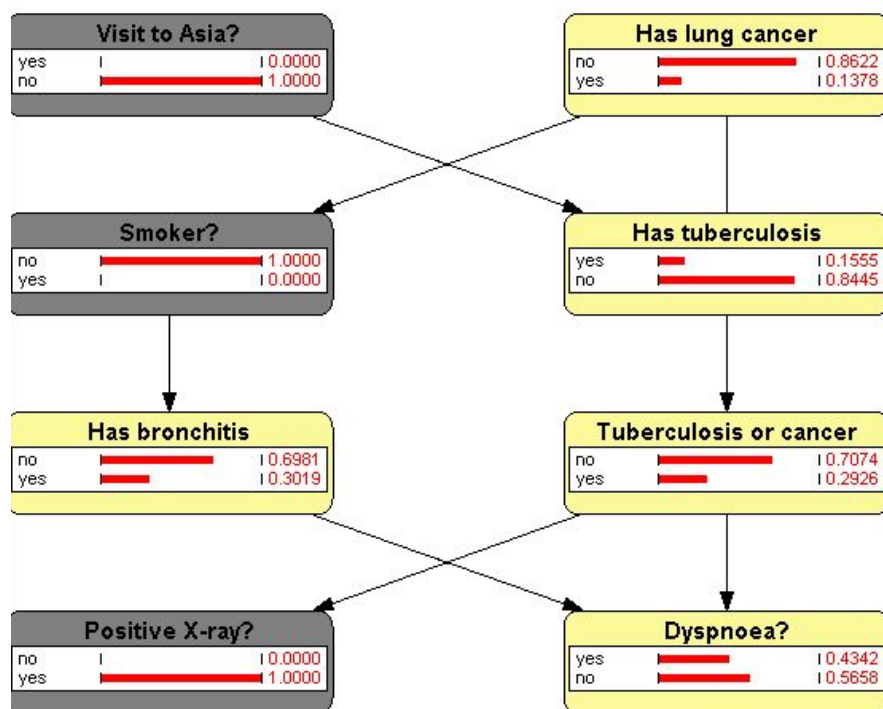 Visit to Asia?
yes 0.0000
no 1.0000
Has lung cancer
no 0.8622
yes 0.1378
Smoker?
no 1.0000
yes 0.0000
Has tuberculosis
yes 0.1555
no 0.8445
Has bronchitis
no 0.6981
yes 0.3019
Tuberculosis or cancer
no 0.7074
yes 0.2926
Positive X-ray?
no 0.0000
yes 1.0000
Dyspnoea?
yes 0.4342
no 0.5658